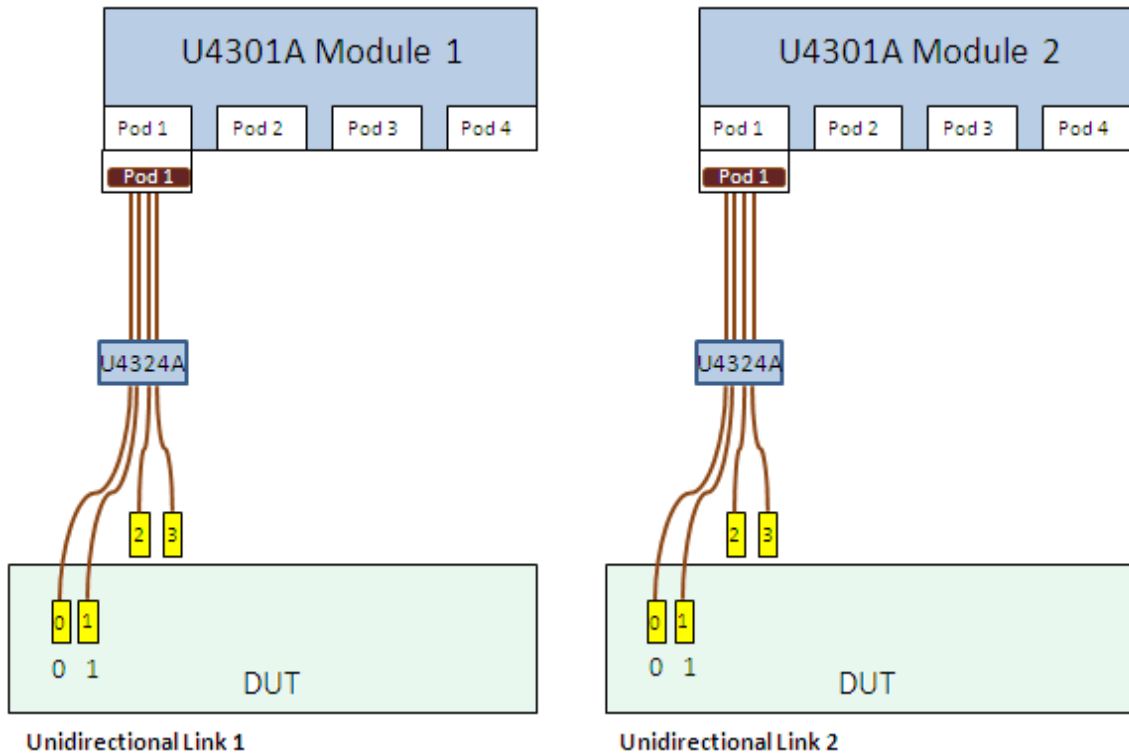 U4301A Module 1
Pod 1 Pod 2 Pod 3 Pod 4
Pod 1
U4324A
2 3
0 1
0 1
DUT
Unidirectional Link 1
U4301A Module 2
Pod 1 Pod 2 Pod 3 Pod 4
Pod 1
U4324A
2 3
0 1
0 1
DUT
Unidirectional Link 2